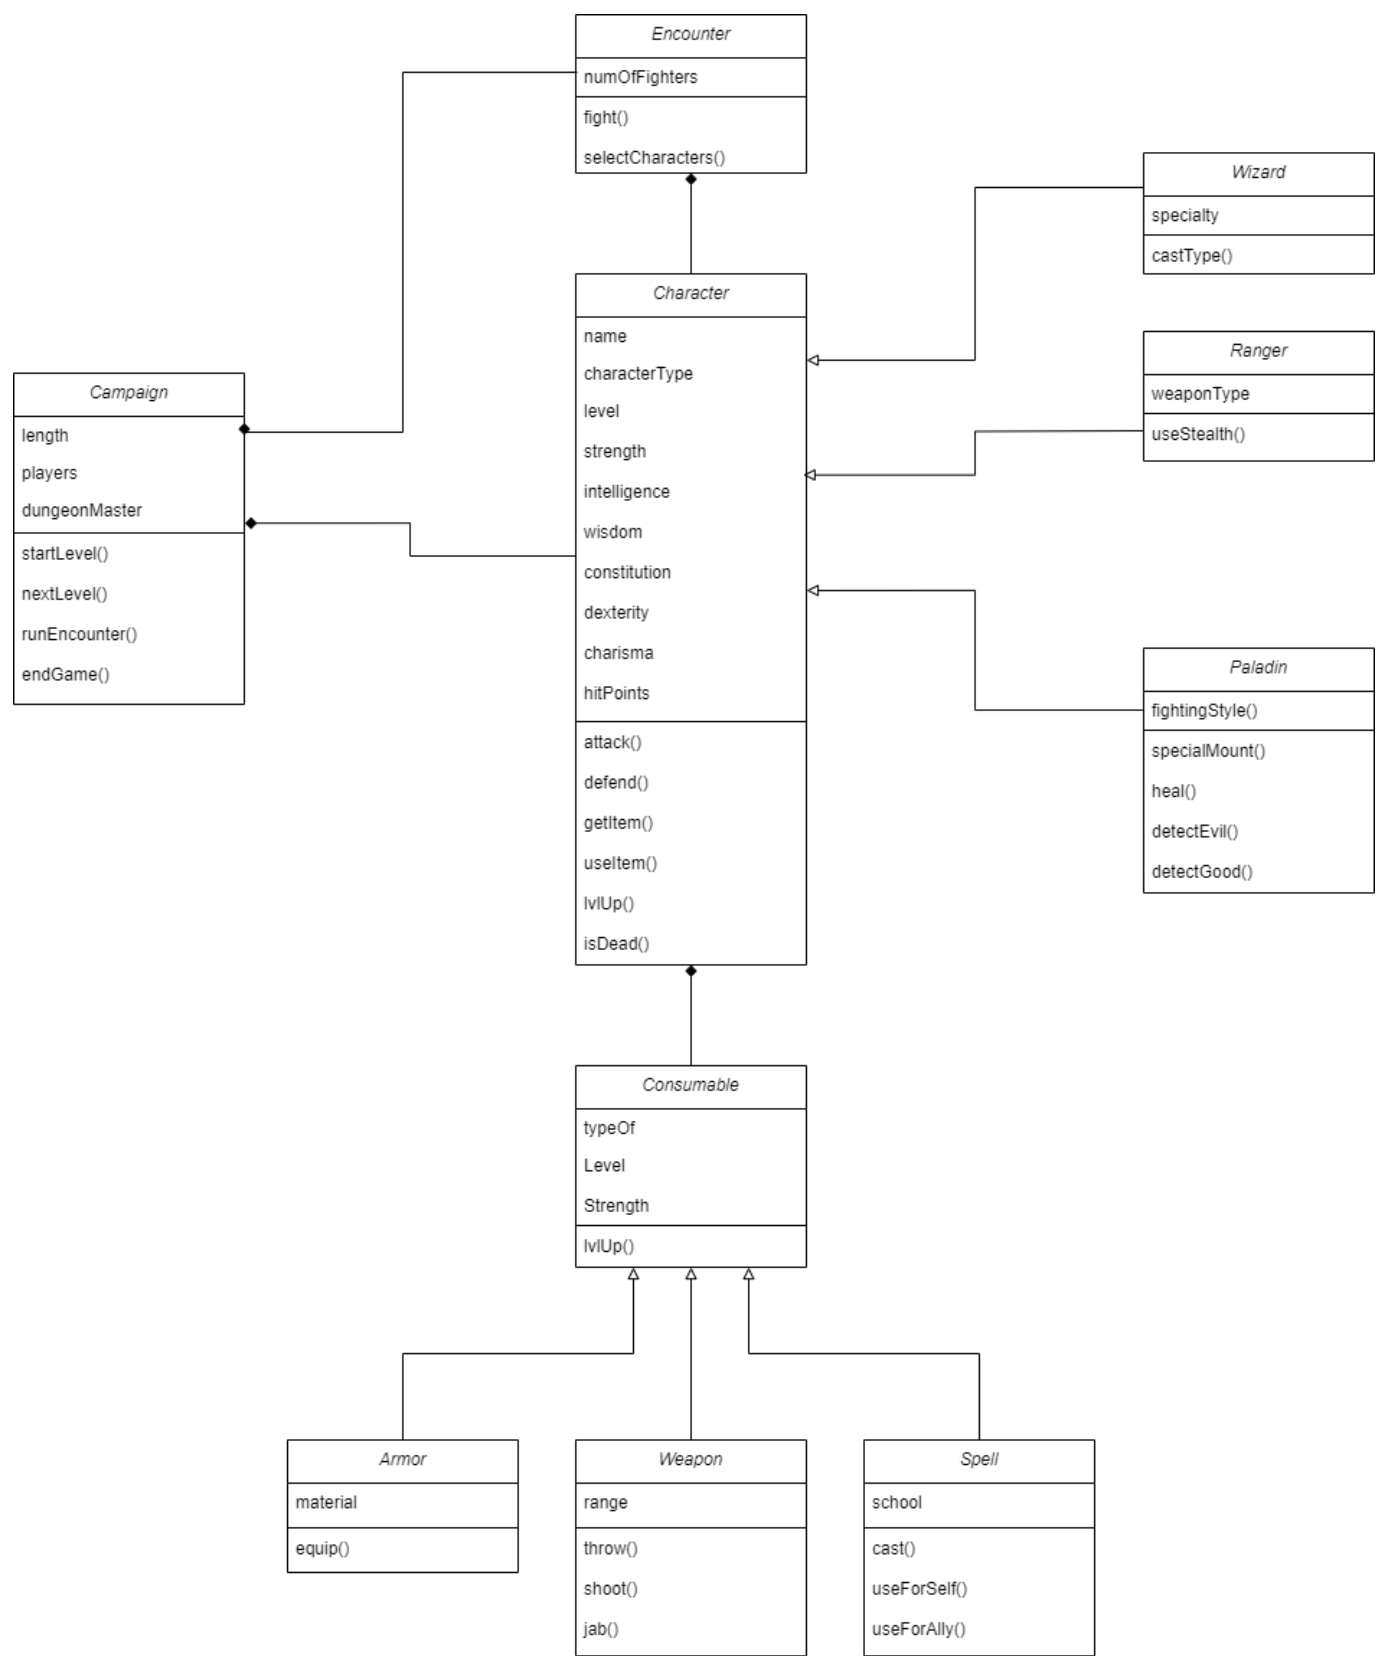 Encounter
numOfFighters
fight()
selectCharacters()
Wizard
specialty
castType()
Character
name
characterType
level
strength
intelligence
wisdom
constitution
dexterity
charisma
hitPoints
attack()
defend()
getItem()
useItem()
lvlUp()
isDead()
Ranger
weaponType
useStealth()
Campaign
length
players
dungeonMaster
startLevel()
nextLevel()
runEncounter()
endGame()
Paladin
fightingStyle()
specialMount()
heal()
detectEvil()
detectGood()
Consumable
typeOf
Level
Strength
lvlUp()
Armor
material
equip()
Weapon
range
throw()
shoot()
jab()
Spell
school
cast()
useForSelf()
useForAlly()